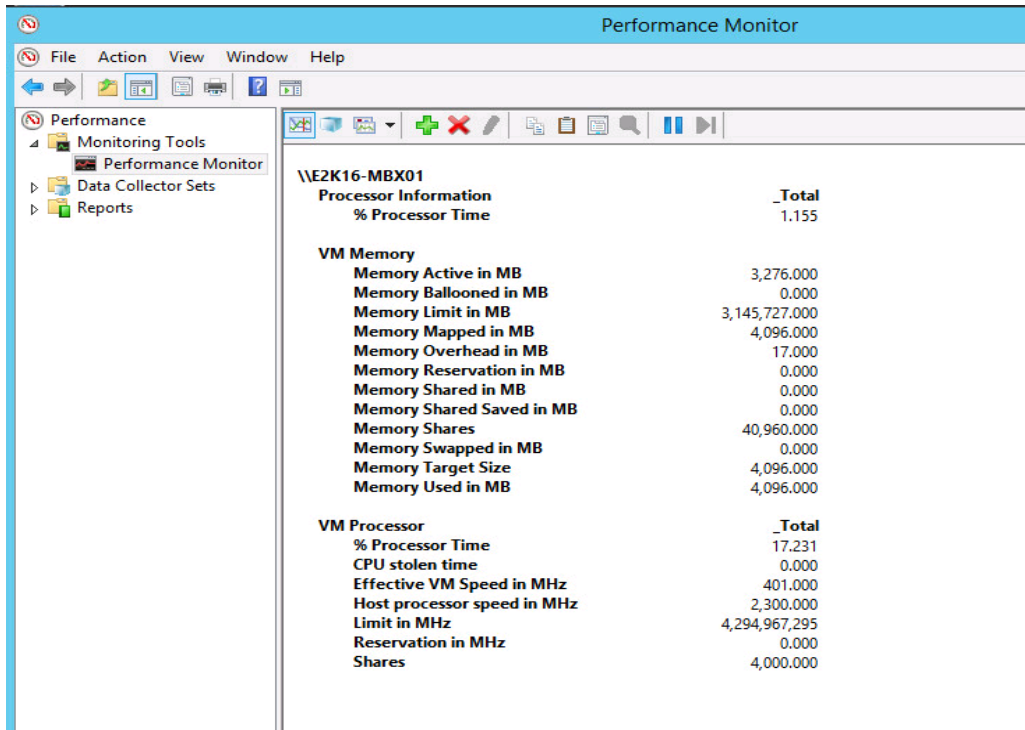 Performance Monitor
File Action View Window Help
Performance
Monitoring Tools
Performance Monitor
Data Collector Sets
Reports
\\E2K16-MBX01
Processor Information _Total
% Processor Time 1.155
VM Memory
Memory Active in MB 3,276.000
Memory Ballooned in MB 0.000
Memory Limit in MB 3,145,727.000
Memory Mapped in MB 4,096.000
Memory Overhead in MB 17.000
Memory Reservation in MB 0.000
Memory Shared in MB 0.000
Memory Shared Saved in MB 0.000
Memory Shares 40,960.000
Memory Swapped in MB 0.000
Memory Target Size 4,096.000
Memory Used in MB 4,096.000
VM Processor _Total
% Processor Time 17.231
CPU stolen time 0.000
Effective VM Speed in MHz 401.000
Host processor speed in MHz 2,300.000
Limit in MHz 4,294,967,295
Reservation in MHz 0.000
Shares 4,000.000